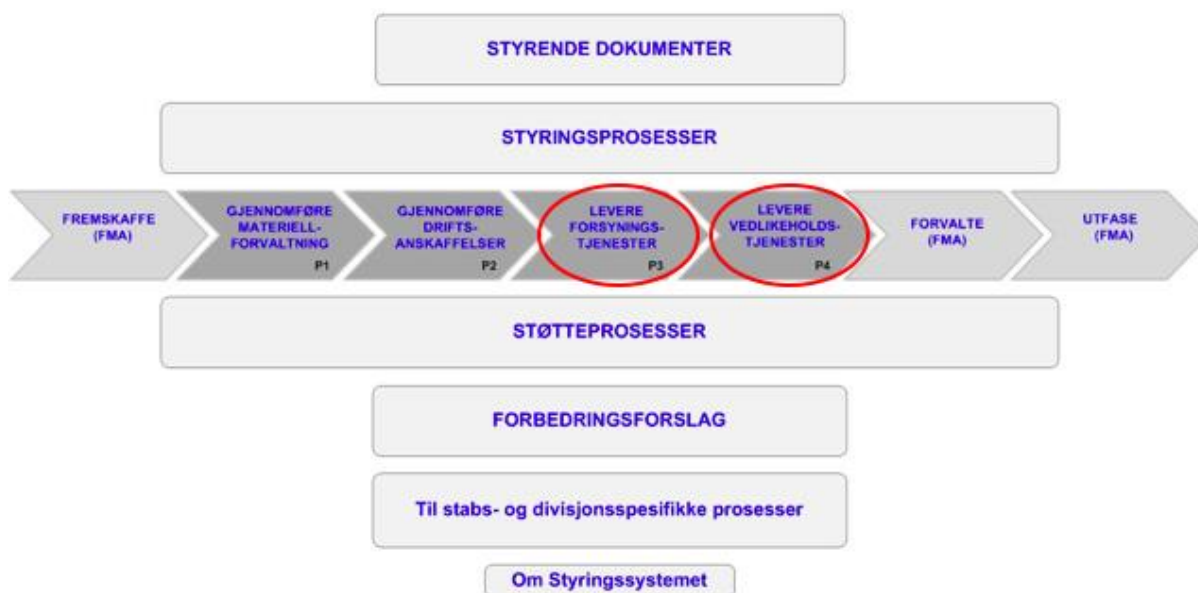 STYRENDE DOKUMENTER
STYRINGSPROSESSER
FREMSKAFFE
(FMA)
GJENNOMFØRE
MATERIELL-
FORVALTNING
P1
GJENNOMFØRE
DRIFTS-
ANSKAFFELSER
P2
LEVERE
FORSYNINGS-
TJENESTER
P3
LEVERE
VEDLIKEHOLDS-
TJENESTER
P4
FORVALTE
(FMA)
UTFASE
(FMA)
STØTTEPROSESSER
FORBEDRINGSFORSLAG
Til stabs- og divisjonsspesifikke prosesser
Om Styringssystemet